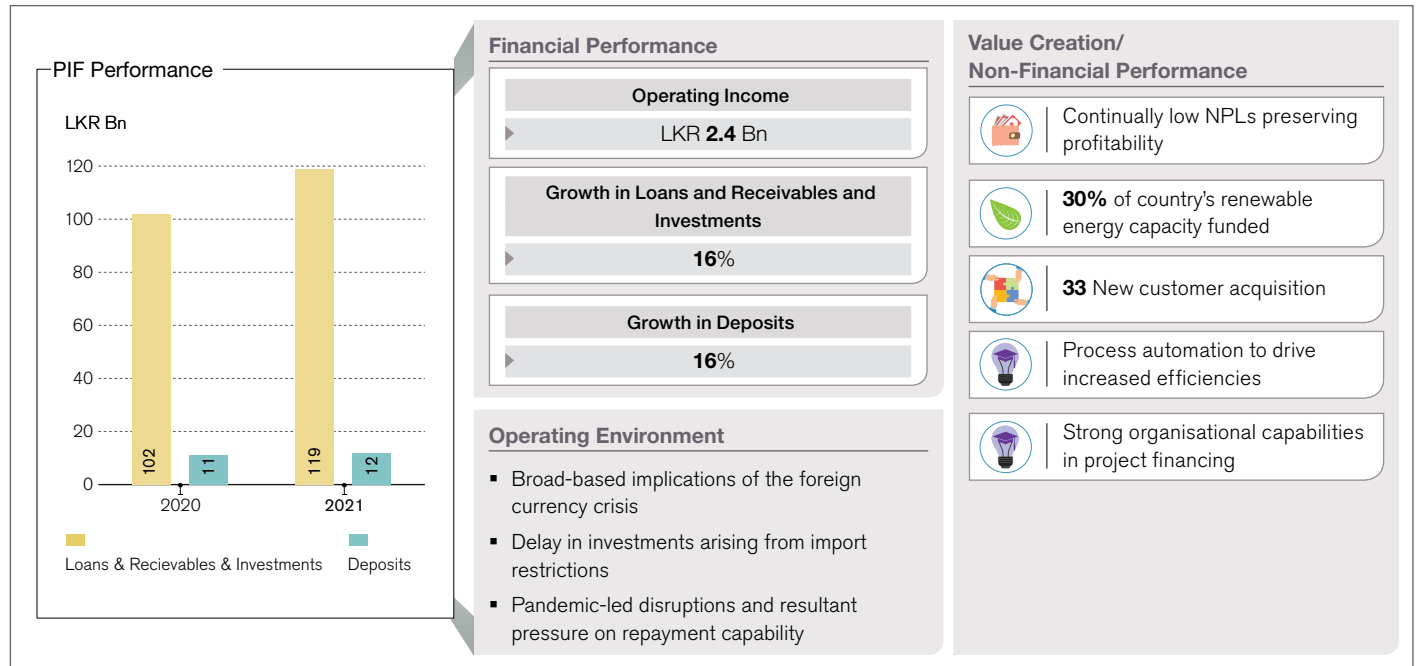 PIF Performance
LKR Bn
120
100
80
60
40
20
0
102
11
119
12
2020
2021
Loans & Recievables & Investments
Deposits
Financial Performance
Operating Income
LKR 2.4 Bn
Growth in Loans and Receivables and
Investments
16%
Growth in Deposits
16%
Operating Environment
▪ Broad-based implications of the foreign
currency crisis
▪ Delay in investments arising from import
restrictions
▪ Pandemic-led disruptions and resultant
pressure on repayment capability
Value Creation/
Non-Financial Performance
Continually low NPLs preserving
profitability
30% of country’s renewable
energy capacity funded
33 New customer acquisition
Process automation to drive
increased efficiencies
Strong organisational capabilities
in project financing